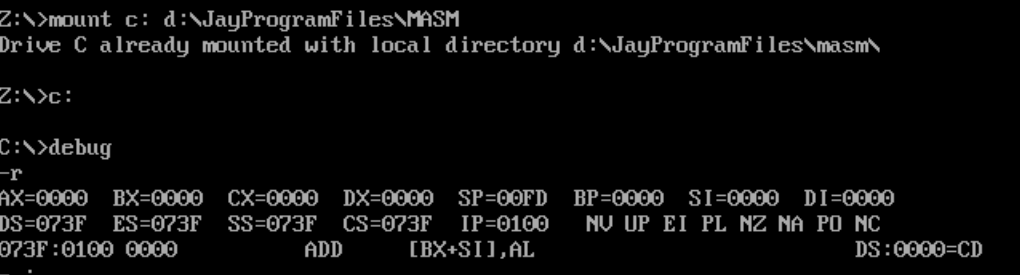 Z:\>mount c: d:\JayProgramFiles\MASM
Drive C already mounted with local directory d:\JayProgramFiles\masm\
Z:\>c:
C:\>debug
-r
AX=0000 BX=0000 CX=0000 DX=0000 SP=00FD BP=0000 SI=0000 DI=0000
DS=073F ES=073F SS=073F CS=073F IP=0100 NV UP EI PL NZ NA PO NC
073F:0100 0000 ADD [BX+SI],AL DS:0000=CD